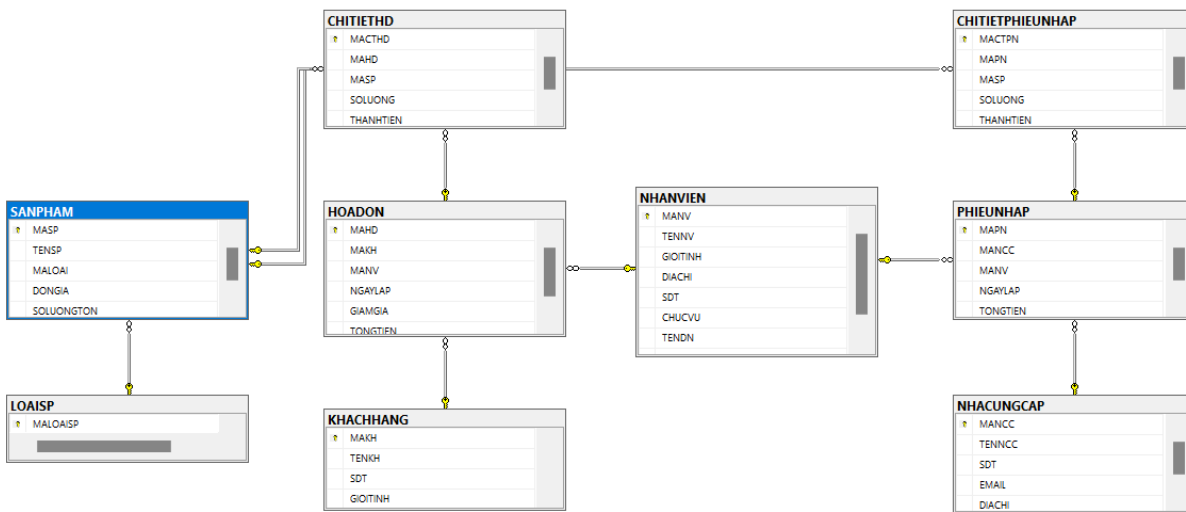 CHITIETHD
MACTHD
MAHD
MASP
SOLUONG
THANHTIEN
CHITIETPHIEUNHAP
MACTPN
MAPN
MASP
SOLUONG
THANHTIEN
SANPHAM
MASP
TENSP
MALOAI
DONGIA
SOLUONGTON
HOADON
MAHD
MAKH
MANV
NGAYLAP
GIAMGIA
TONGTIEN
NHANVIEN
MANV
TENNV
GIOITINH
DIACHI
SDT
CHUCVU
TENDN
PHIEUNHAP
MAPN
MANCC
MANV
NGAYLAP
TONGTIEN
LOAISP
MALOAISP
KHACHHANG
MAKH
TENKH
SDT
GIOITINH
NHACUNGCAP
MANCC
TENNCC
SDT
EMAIL
DIACHI